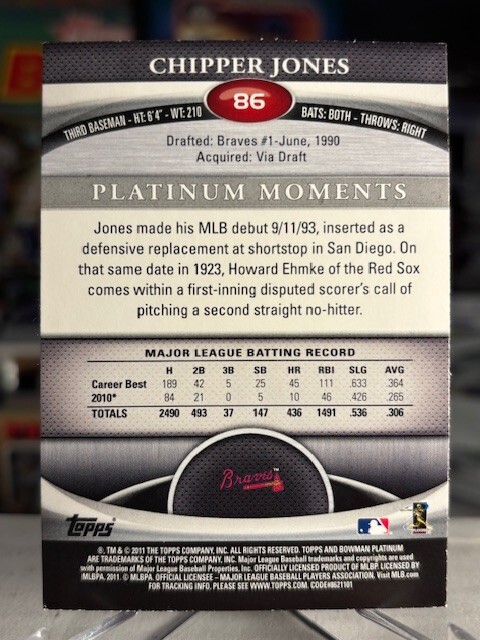 CHIPPER JONES
86
THIRD BASEMAN - HT: 6'4" - WT: 210
BATS: BOTH - THROWS: RIGHT
Drafted: Braves #1-June, 1990
Acquired: Via Draft
PLATINUM MOMENTS
Jones made his MLB debut 9/11/93, inserted as a
defensive replacement at shortstop in San Diego. On
that same date in 1923, Howard Ehmke of the Red Sox
comes within a first-inning disputed scorer's call of
pitching a second straight no-hitter.
MAJOR LEAGUE BATTING RECORD
H 2B 3B SB HR RBI SLG AVG
Career Best 189 42 5 25 45 111 .633 .364
2010* 84 21 0 5 10 46 .426 .265
TOTALS 2490 493 37 147 436 1491 .536 .306
Braves™
Topps
®, TM & © 2011 THE TOPPS COMPANY, INC. ALL RIGHTS RESERVED. TOPPS AND BOWMAN PLATINUM
ARE TRADEMARKS OF THE TOPPS COMPANY, INC. Major League Baseball trademarks and copyrights are used
with permission of Major League Baseball Properties, Inc. OFFICIALLY LICENSED PRODUCT OF MLBP. LICENSED BY
MLBPA, 2011. © MLBPA. OFFICIAL LICENSEE – MAJOR LEAGUE BASEBALL PLAYERS ASSOCIATION. Visit MLB.com
FOR TRACKING INFO. PLEASE SEE WWW.TOPPS.COM. CODE#8621101